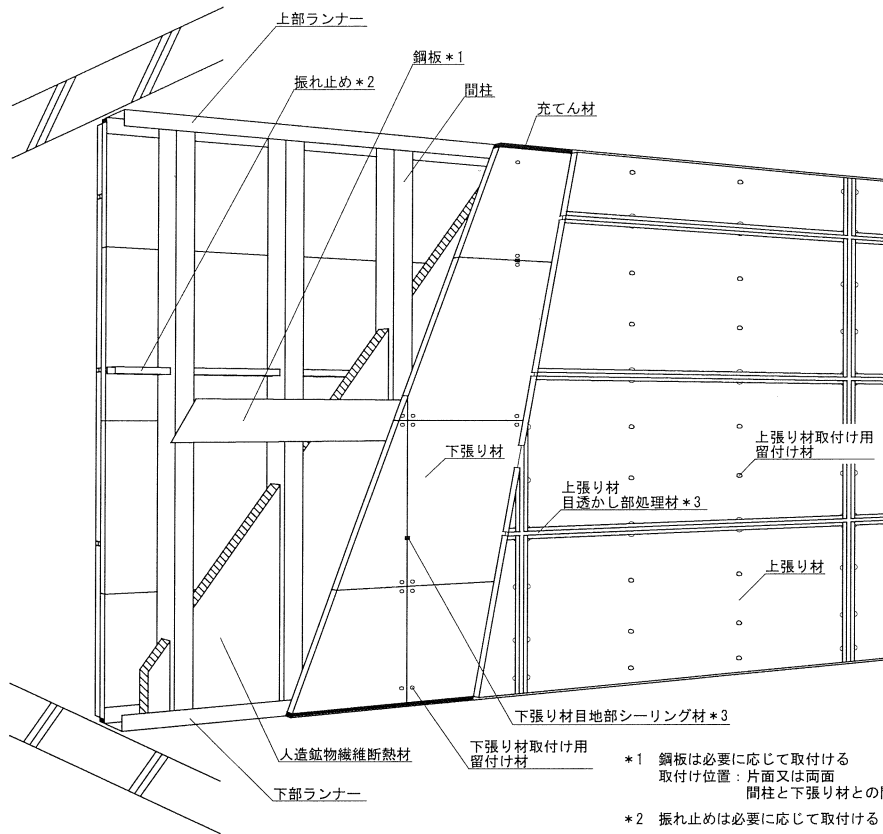 上部ランナー
鋼板*1
振れ止め*2
間柱
充てん材
下張り材
上張り材取付け用
留付け材
上張り材
目透かし部処理材*3
上張り材
下張り材目地部シーリング材*3
人造鉱物繊維断熱材
下張り材取付け用
留付け材
下部ランナー
*1 鋼板は必要に応じて取付ける
取付け位置：片面又は両面
間柱と下張り材との
*2 振れ止めは必要に応じて取付ける